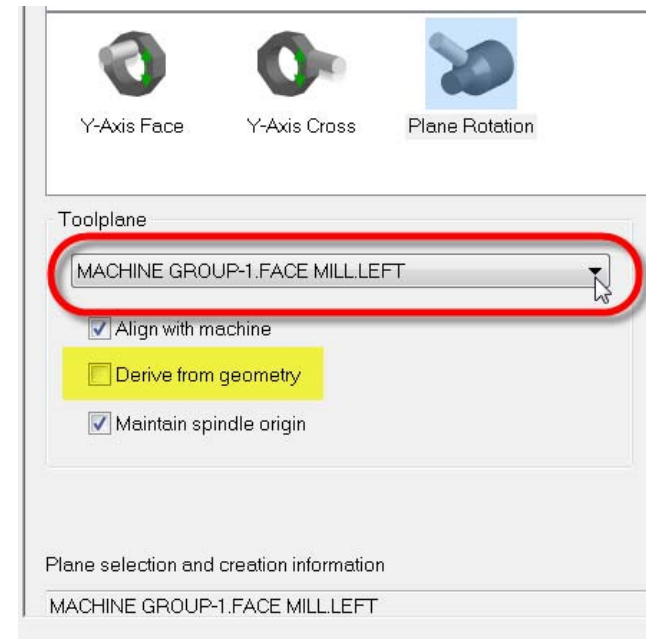 Y-Axis Face Y-Axis Cross Plane Rotation
Toolplane
MACHINE GROUP-1.FACE MILL.LEFT
Align with machine
Derive from geometry
Maintain spindle origin
Plane selection and creation information
MACHINE GROUP-1.FACE MILL.LEFT